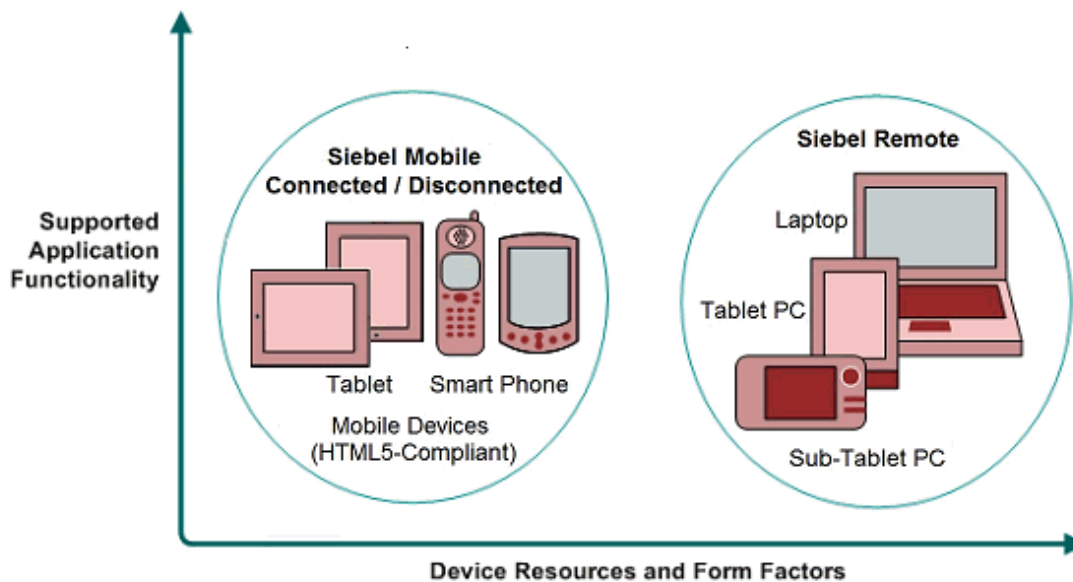 Supported
Application
Functionality
Siebel Mobile
Connected / Disconnected
Tablet
Smart Phone
Mobile Devices
(HTML5-Compliant)
Siebel Remote
Laptop
Tablet PC
Sub-Tablet PC
Device Resources and Form Factors